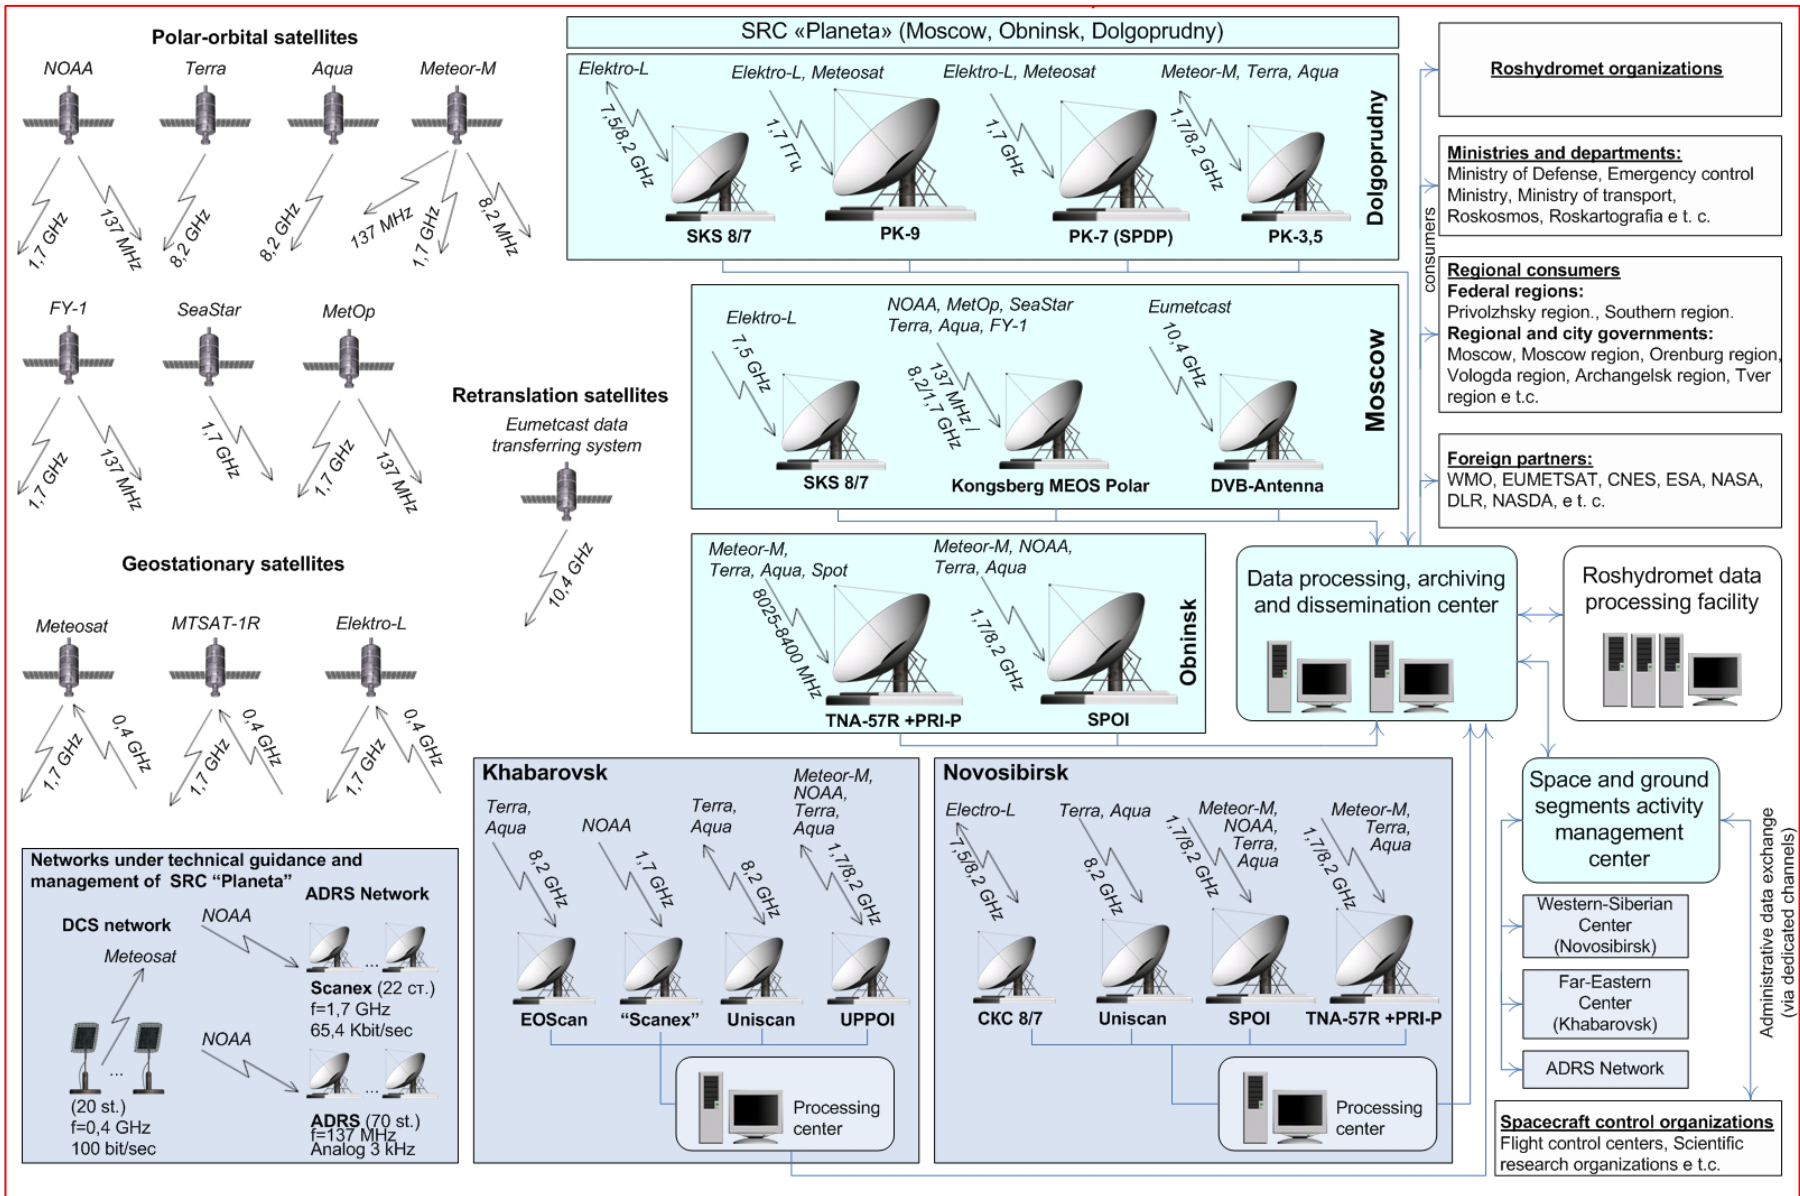 Polar-orbital satellites
NOAA
Terra
Aqua
Meteor-M
1,7 GHz
137 MHz
8,2 GHz
8,2 GHz
137 MHz
1,7 GHz
8,2 MHz
FY-1
SeaStar
MetOp
1,7 GHz
137 MHz
1,7 GHz
1,7 GHz
137 MHz
Retranslation satellites
Eumetcast data
transferring system
10,4 GHz
Geostationary satellites
Meteosat
MTSAT-1R
Elektro-L
1,7 GHz
0,4 GHz
1,7 GHz
0,4 GHz
1,7 GHz
0,4 GHz
Networks under technical guidance and
management of SRC “Planeta”
ADRS Network
DCS network
NOAA
Meteosat
Scanex (22 ст.)
f=1,7 GHz
65,4 Kbit/sec
NOAA
...
...
...
(20 st.)
f=0,4 GHz
100 bit/sec
ADRS (70 st.)
f=137 MHz
Analog 3 kHz
SRC «Planeta» (Moscow, Obninsk, Dolgoprudny)
Dolgoprudny
Elektro-L
7,5/8,2 GHz
SKS 8/7
Elektro-L, Meteosat
1,7 ГГц
PK-9
Elektro-L, Meteosat
1,7 GHz
PK-7 (SPDP)
Meteor-M, Terra, Aqua
1,7/8,2 GHz
PK-3,5
Moscow
Elektro-L
7,5 GHz
SKS 8/7
NOAA, MetOp, SeaStar
Terra, Aqua, FY-1
137 MHz /
8,2/1,7 GHz
Kongsberg MEOS Polar
Eumetcast
10,4 GHz
DVB-Antenna
Obninsk
Meteor-M,
Terra, Aqua, Spot
8025-8400 MHz
TNA-57R +PRI-P
Meteor-M, NOAA,
Terra, Aqua
1,7/8,2 GHz
SPOI
Khabarovsk
Terra,
Aqua
8,2 GHz
EOScan
NOAA
1,7 GHz
“Scanex”
Terra,
Aqua
8,2 GHz
Uniscan
Meteor-M,
NOAA,
Terra,
Aqua
1,7/8,2 GHz
UPPOI
Processing
center
Novosibirsk
Electro-L
7,5/8,2 GHz
СКС 8/7
Terra, Aqua
8,2 GHz
Uniscan
Meteor-M,
NOAA,
Terra,
Aqua
1,7/8,2 GHz
SPOI
Meteor-M,
Terra,
Aqua
1,7/8,2 GHz
TNA-57R +PRI-P
Processing
center
consumers
Roshydromet organizations
Ministries and departments:
Ministry of Defense, Emergency control
Ministry, Ministry of transport,
Roskosmos, Roskartografia e t. c.
Regional consumers
Federal regions:
Privolzhsky region., Southern region.
Regional and city governments:
Moscow, Moscow region, Orenburg region,
Vologda region, Archangelsk region, Tver
region e t.c.
Foreign partners:
WMO, EUMETSAT, CNES, ESA, NASA,
DLR, NASDA, e t. c.
Data processing, archiving
and dissemination center
Roshydromet data
processing facility
Space and ground
segments activity
management
center
Western-Siberian
Center
(Novosibirsk)
Far-Eastern
Center
(Khabarovsk)
ADRS Network
Administrative data exchange
(via dedicated channels)
Spacecraft control organizations
Flight control centers, Scientific
research organizations e t.c.